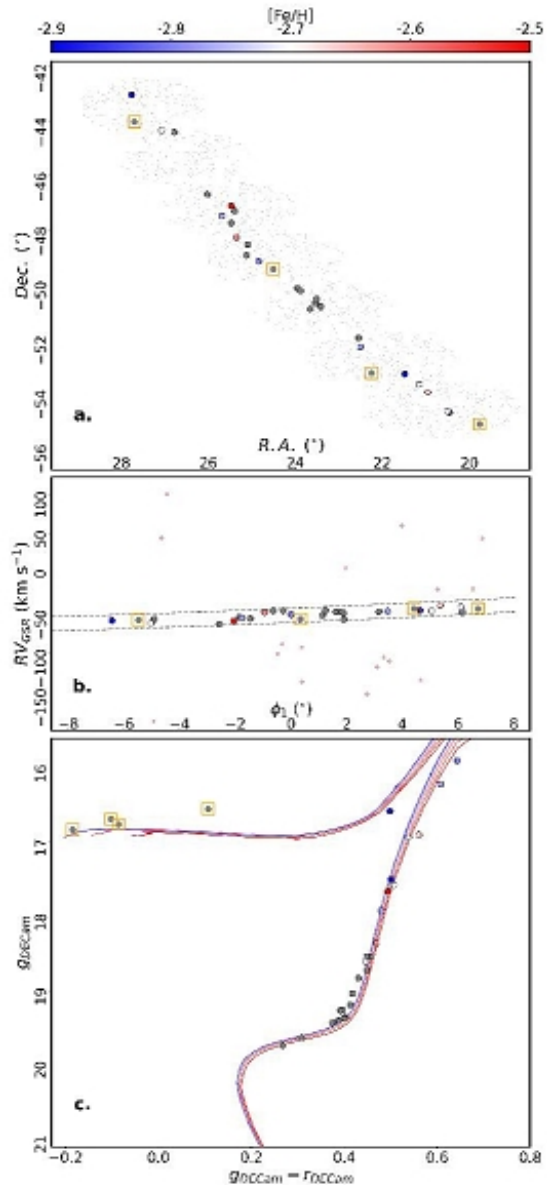 [Fe/H]
-2.9 -2.8 -2.7 -2.6 -2.5
Dec. (°)
−42
−44
−46
−48
−50
−52
−54
−56
a.
R.A. (°)
28 26 24 22 20
RV_GSR (km s⁻¹)
100
50
0
−50
−100
−150
b.
ϕ₁ (°)
−8 −6 −4 −2 0 2 4 6 8
g_DECam
16
17
18
19
20
21
c.
−0.2 0.0 0.2 0.4 0.6 0.8
g_DECam − r_DECam